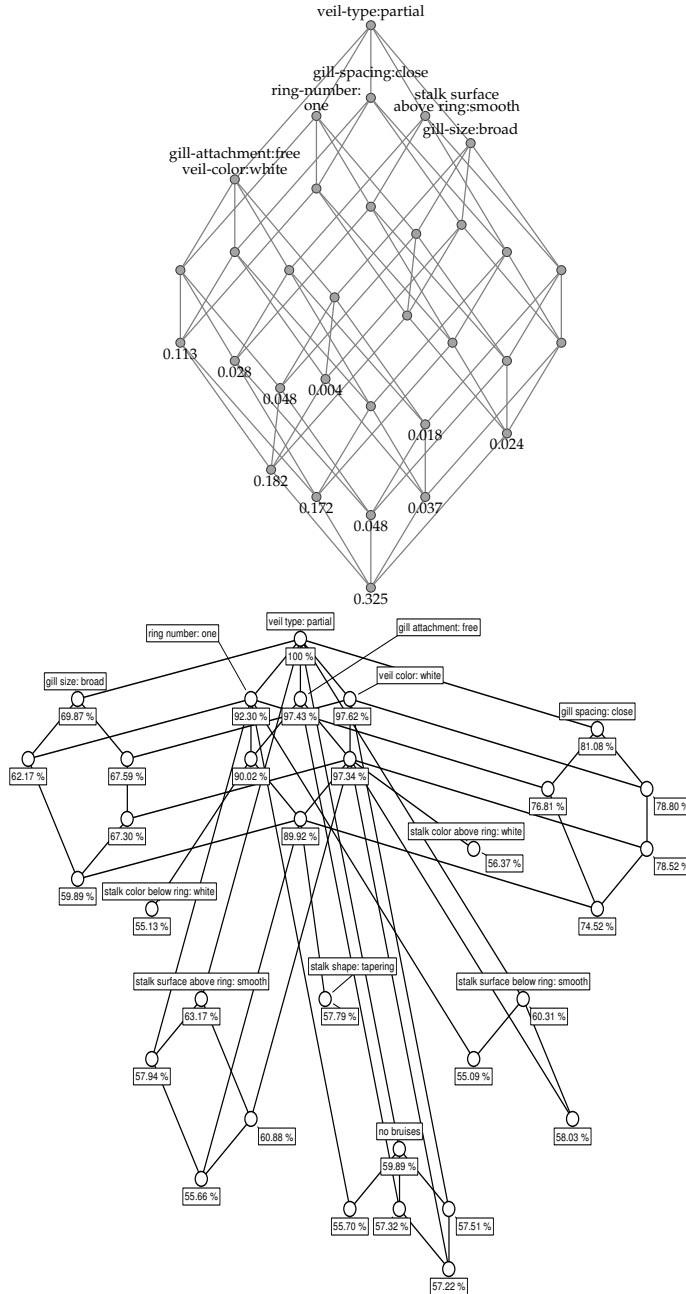 veil-type:partial
gill-spacing:close
ring-number:
one
stalk surface
above ring:smooth
gill-size:broad
gill-attachment:free
veil-color:white
0.113
0.028
0.048
0.004
0.018
0.024
0.182
0.172
0.048
0.037
0.325
veil type: partial
ring number: one
gill attachment: free
100 %
gill size: broad
veil color: white
69.87 %
92.30 %
97.43 %
97.62 %
gill spacing: close
81.08 %
62.17 %
67.59 %
90.02 %
97.34 %
76.81 %
78.80 %
67.30 %
89.92 %
stalk color above ring: white
56.37 %
78.52 %
59.89 %
stalk color below ring: white
55.13 %
74.52 %
stalk surface above ring: smooth
stalk shape: tapering
stalk surface below ring: smooth
63.17 %
57.79 %
60.31 %
57.94 %
55.09 %
60.88 %
no bruises
58.03 %
59.89 %
55.66 %
55.70 %
57.32 %
57.51 %
57.22 %